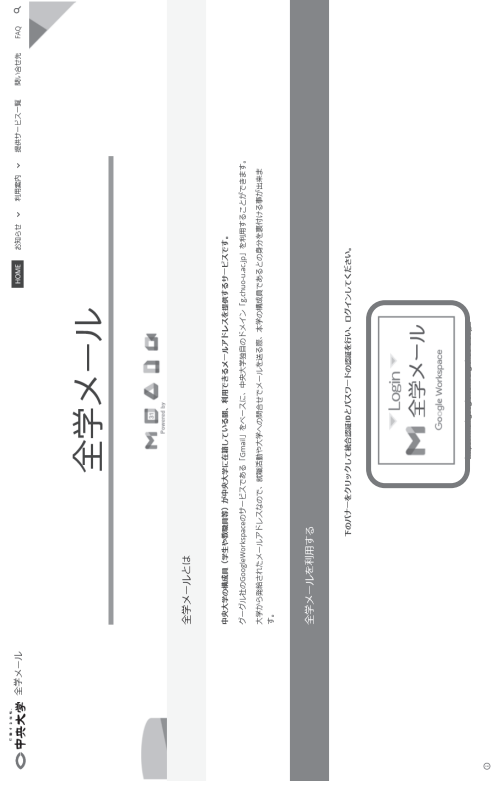 中央大学 全学メール
HOME お知らせ 利用案内 提供サービス一覧 問い合せ先 FAQ
全学メール
Powered by
全学メールとは
中央大学の構成員（学生や教職員等）が中央大学に在籍している間、利用できるメールアドレスを提供するサービスです。
グーグル社のGoogleWorkspaceのサービスである「Gmail」をベースに、中央大学独自のドメイン「g.chuo-u.ac.jp」を利用することができます。
大学から発給されたメールアドレスなので、就職活動や大学への問合せでメールを送る際、本学の構成員であるとの身分を裏付ける事が出来ま
す。
全学メールを利用する
下のバナーをクリックして統合認証IDとパスワードの認証を行い、ログインしてください。
Login
全学メール
Google Workspace